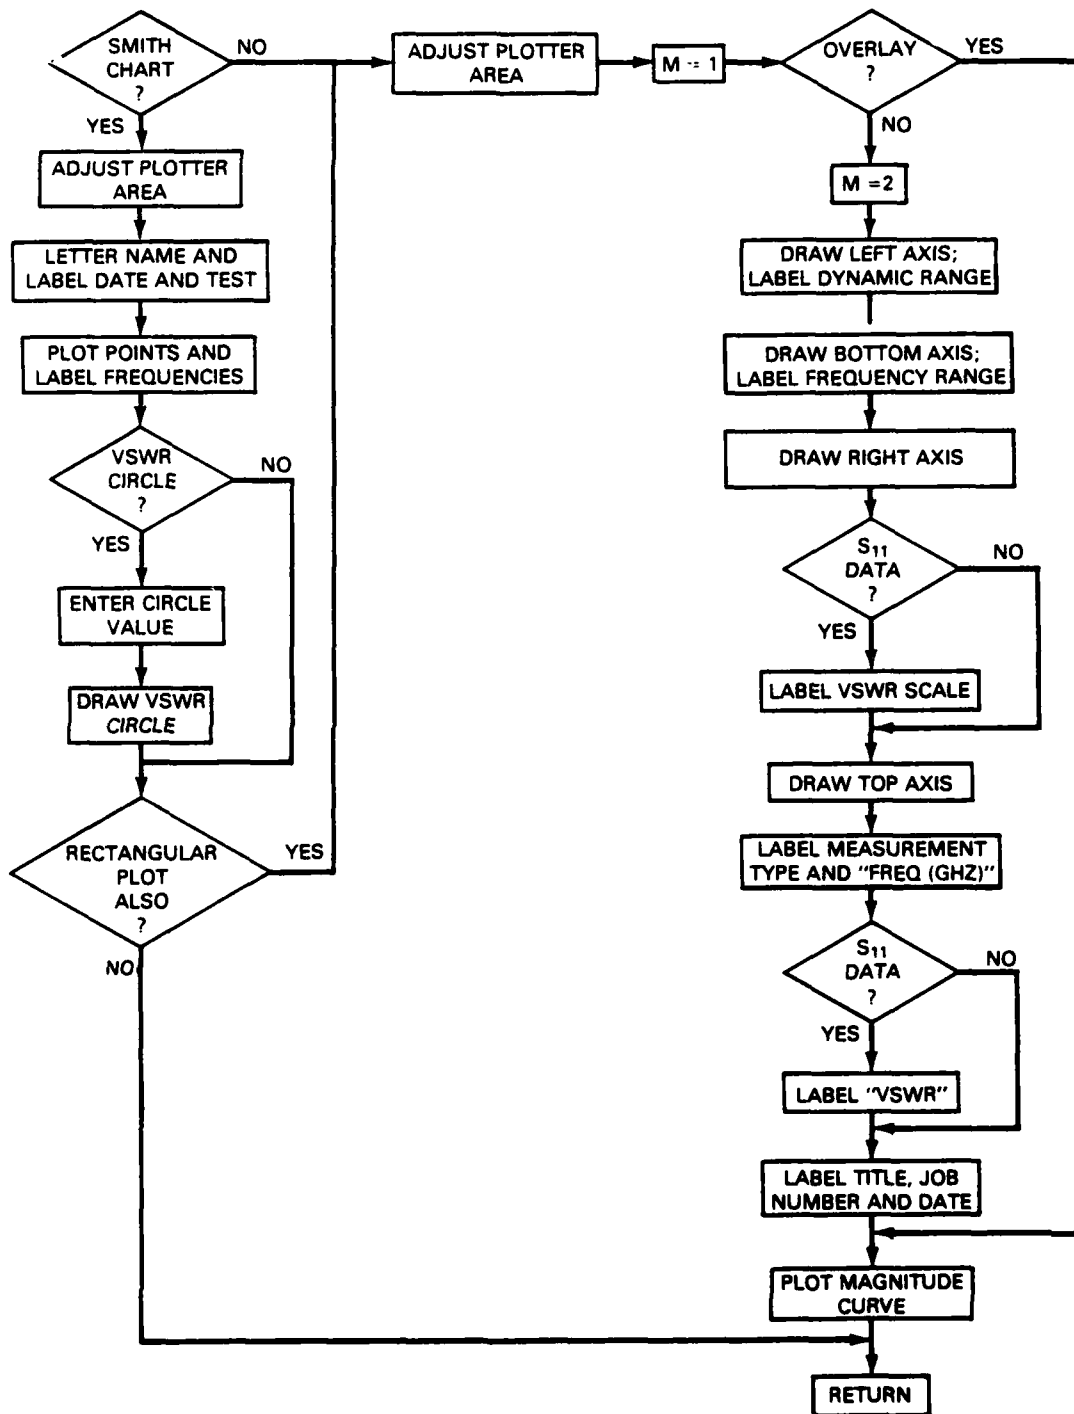 SMITH
CHART
?
NO
YES
ADJUST PLOTTER
AREA
LETTER NAME AND
LABEL DATE AND TEST
PLOT POINTS AND
LABEL FREQUENCIES
VSWR
CIRCLE
?
NO
YES
ENTER CIRCLE
VALUE
DRAW VSWR
CIRCLE
RECTANGULAR
PLOT
ALSO
?
YES
NO
ADJUST PLOTTER
AREA
M = 1
OVERLAY
?
YES
NO
M = 2
DRAW LEFT AXIS;
LABEL DYNAMIC RANGE
DRAW BOTTOM AXIS;
LABEL FREQUENCY RANGE
DRAW RIGHT AXIS
S₁₁
DATA
?
NO
YES
LABEL VSWR SCALE
DRAW TOP AXIS
LABEL MEASUREMENT
TYPE AND "FREQ (GHZ)"
S₁₁
DATA
?
NO
YES
LABEL "VSWR"
LABEL TITLE, JOB
NUMBER AND DATE
PLOT MAGNITUDE
CURVE
RETURN